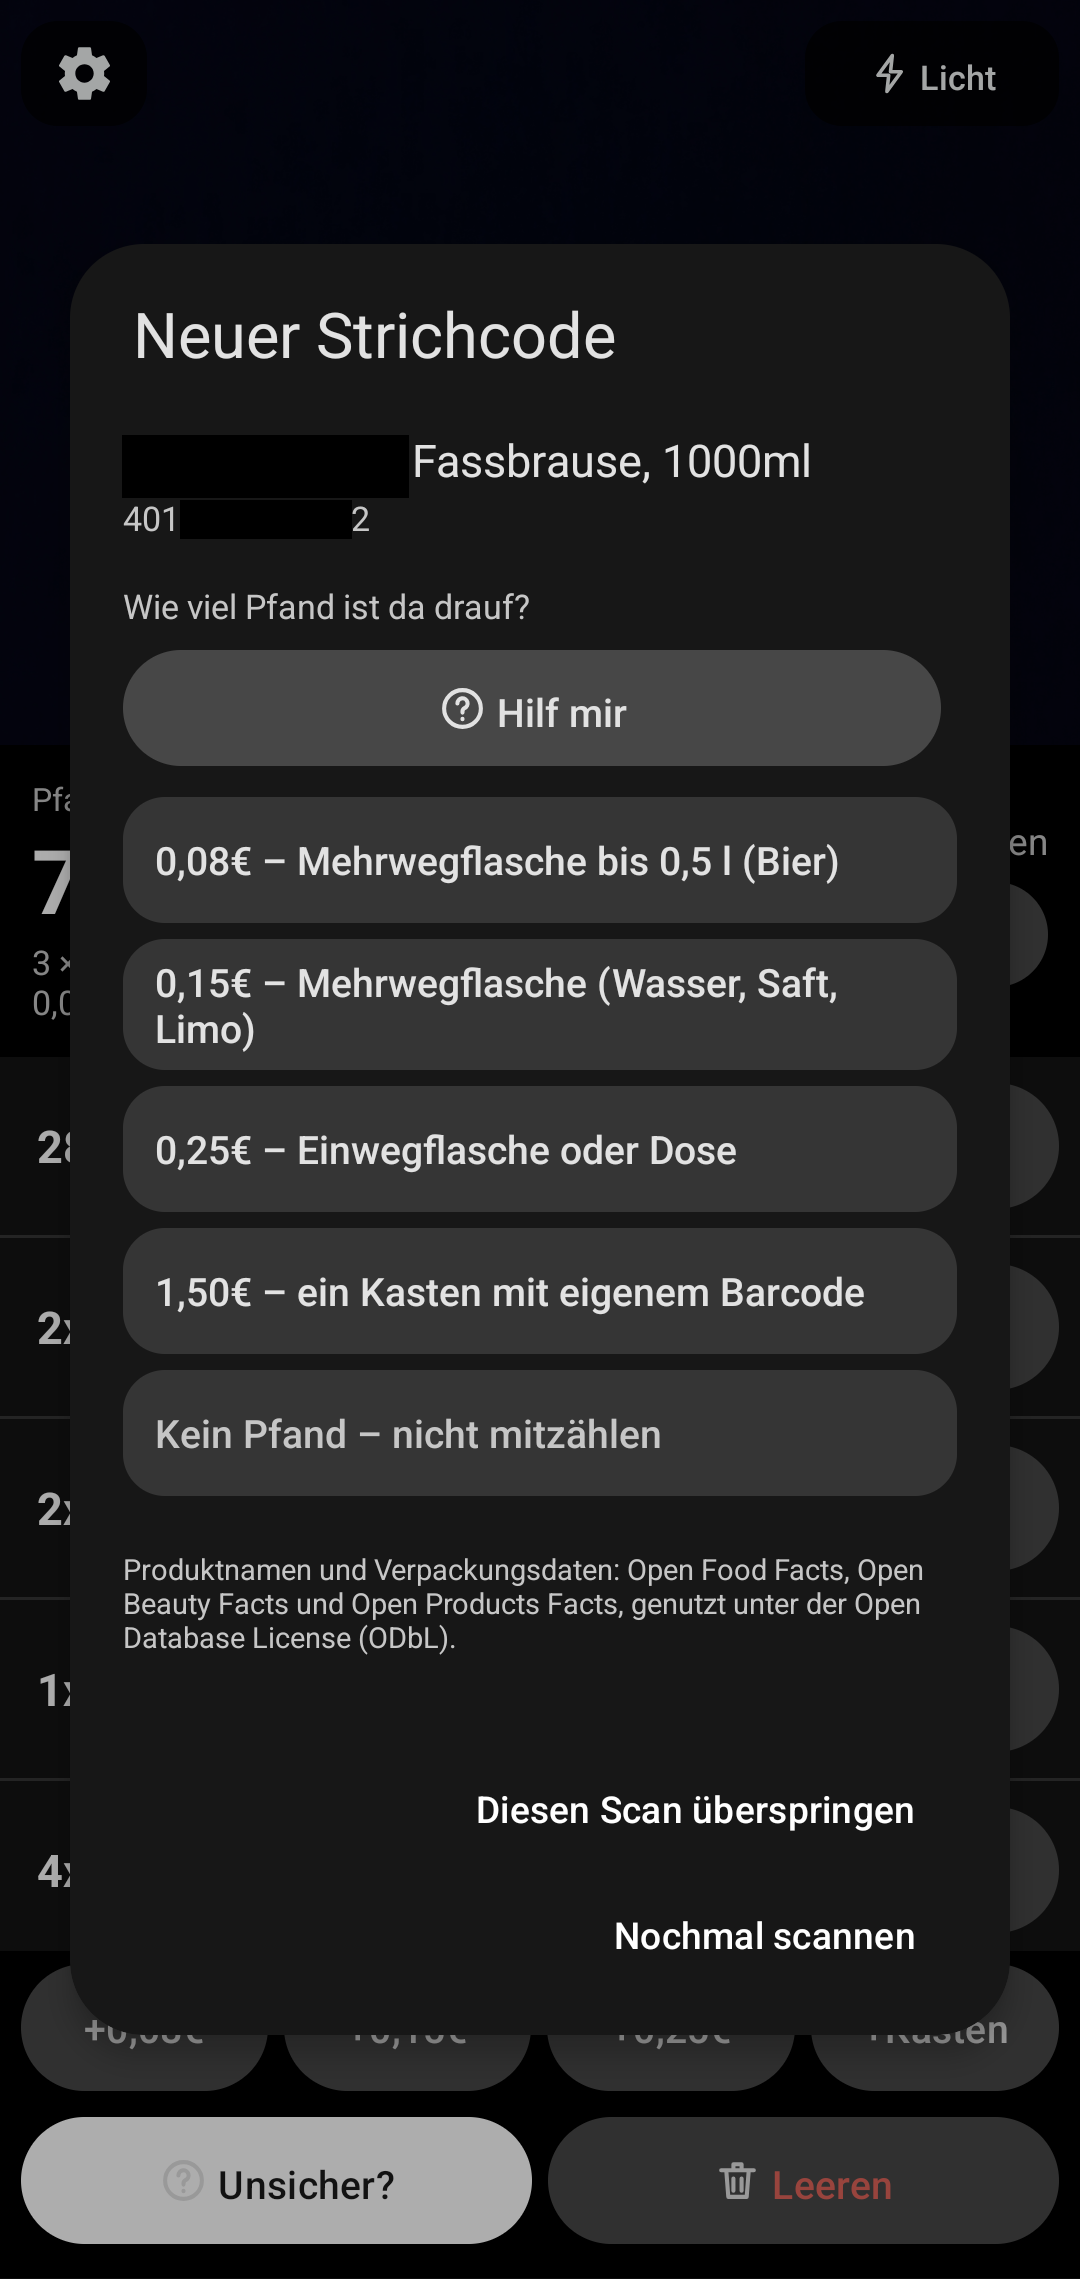 Licht
Neuer Strichcode
Fassbrause, 1000ml
401 2
Wie viel Pfand ist da drauf?
Hilf mir
0,08€ – Mehrwegflasche bis 0,5 l (Bier)
0,15€ – Mehrwegflasche (Wasser, Saft,
Limo)
0,25€ – Einwegflasche oder Dose
1,50€ – ein Kasten mit eigenem Barcode
Kein Pfand – nicht mitzählen
Produktnamen und Verpackungsdaten: Open Food Facts, Open
Beauty Facts und Open Products Facts, genutzt unter der Open
Database License (ODbL).
Diesen Scan überspringen
Nochmal scannen
Unsicher?
Leeren